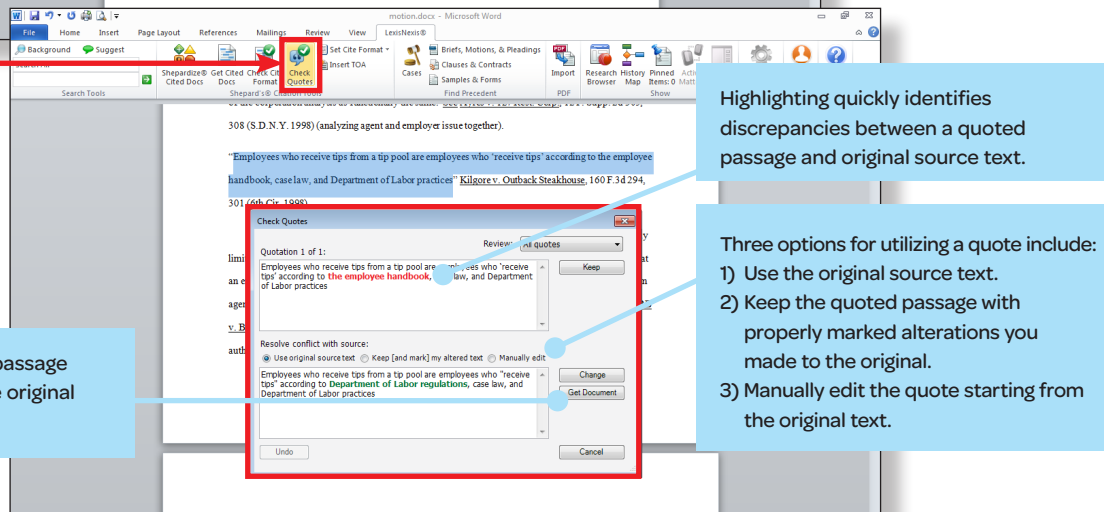 motion.docx - Microsoft Word
File Home Insert Page Layout References Mailings Review View LexisNexis®
Background Suggest
Set Cite Format
Insert TOA
Briefs, Motions, & Pleadings
Clauses & Contracts
Samples & Forms
Shepardize® Cited Docs
Get Cited Docs
Check Format
Check Quotes
Cases
Import
Research Browser
History Map
Pinned Items: 0
Search Tools
Find Precedent
PDF
Show
308 (S.D.N.Y. 1998) (analyzing agent and employer issue together).
“Employees who receive tips from a tip pool are employees who ‘receive tips’ according to the employee
handbook, case law, and Department of Labor practices” Kilgore v. Outback Steakhouse, 160 F.3d 294,
301 (6th Cir. 1998)
Check Quotes
Quotation 1 of 1:
Review: All quotes
Employees who receive tips from a tip pool are employees who 'receive
tips' according to the employee handbook, law, and Department
of Labor practices
Keep
Resolve conflict with source:
Use original source text Keep [and mark] my altered text Manually edit
Employees who receive tips from a tip pool are employees who "receive
tips" according to Department of Labor regulations, case law, and
Department of Labor practices
Change
Get Document
Undo
Cancel
Highlighting quickly identifies
discrepancies between a quoted
passage and original source text.
Three options for utilizing a quote include:
1) Use the original source text.
2) Keep the quoted passage with
properly marked alterations you
made to the original.
3) Manually edit the quote starting from
the original text.
passage
original